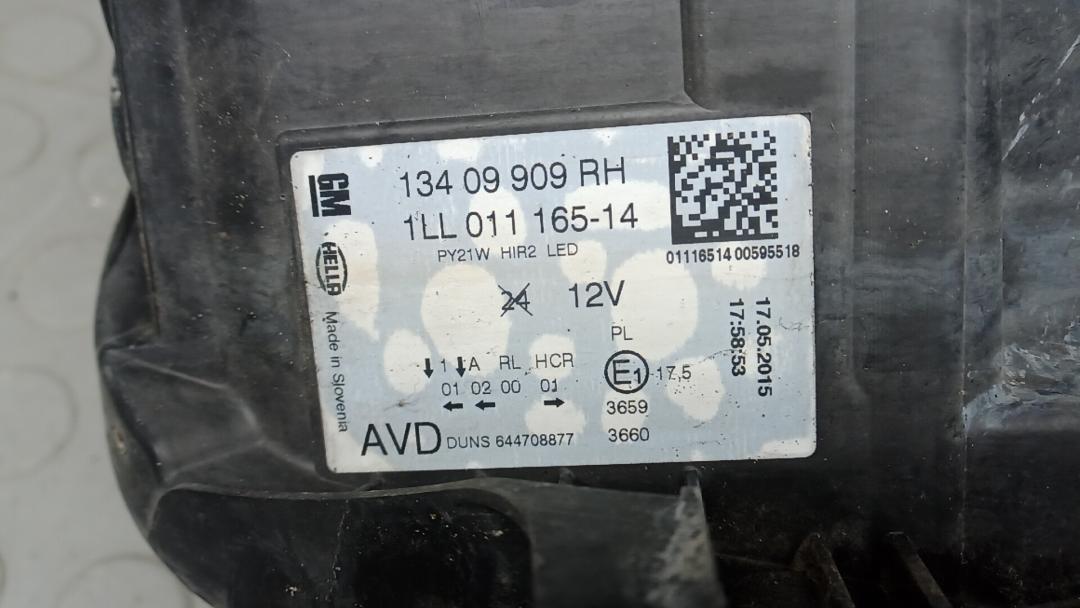 GM
134 09 909 RH
1LL 011 165-14
PY21W HIR2 LED
01116514 00595518
HELLA
Made in Slovenia
24 12V
PL
17.05.2015
17:58:53
1 A RL HCR
01 02 00 01
E1 17,5
3659
3660
AVD DUNS 644708877